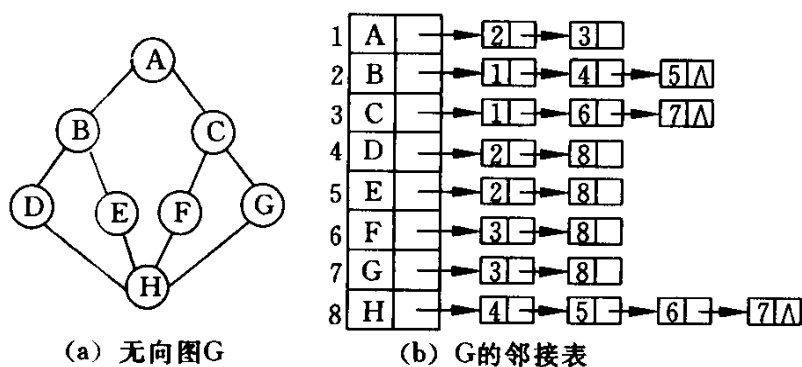 A
B
C
D
E
F
G
H
(a) 无向图G
1 A 2 3
2 B 1 4 5 ∧
3 C 1 6 7 ∧
4 D 2 8
5 E 2 8
6 F 3 8
7 G 3 8
8 H 4 5 6 7 ∧
(b) G的邻接表